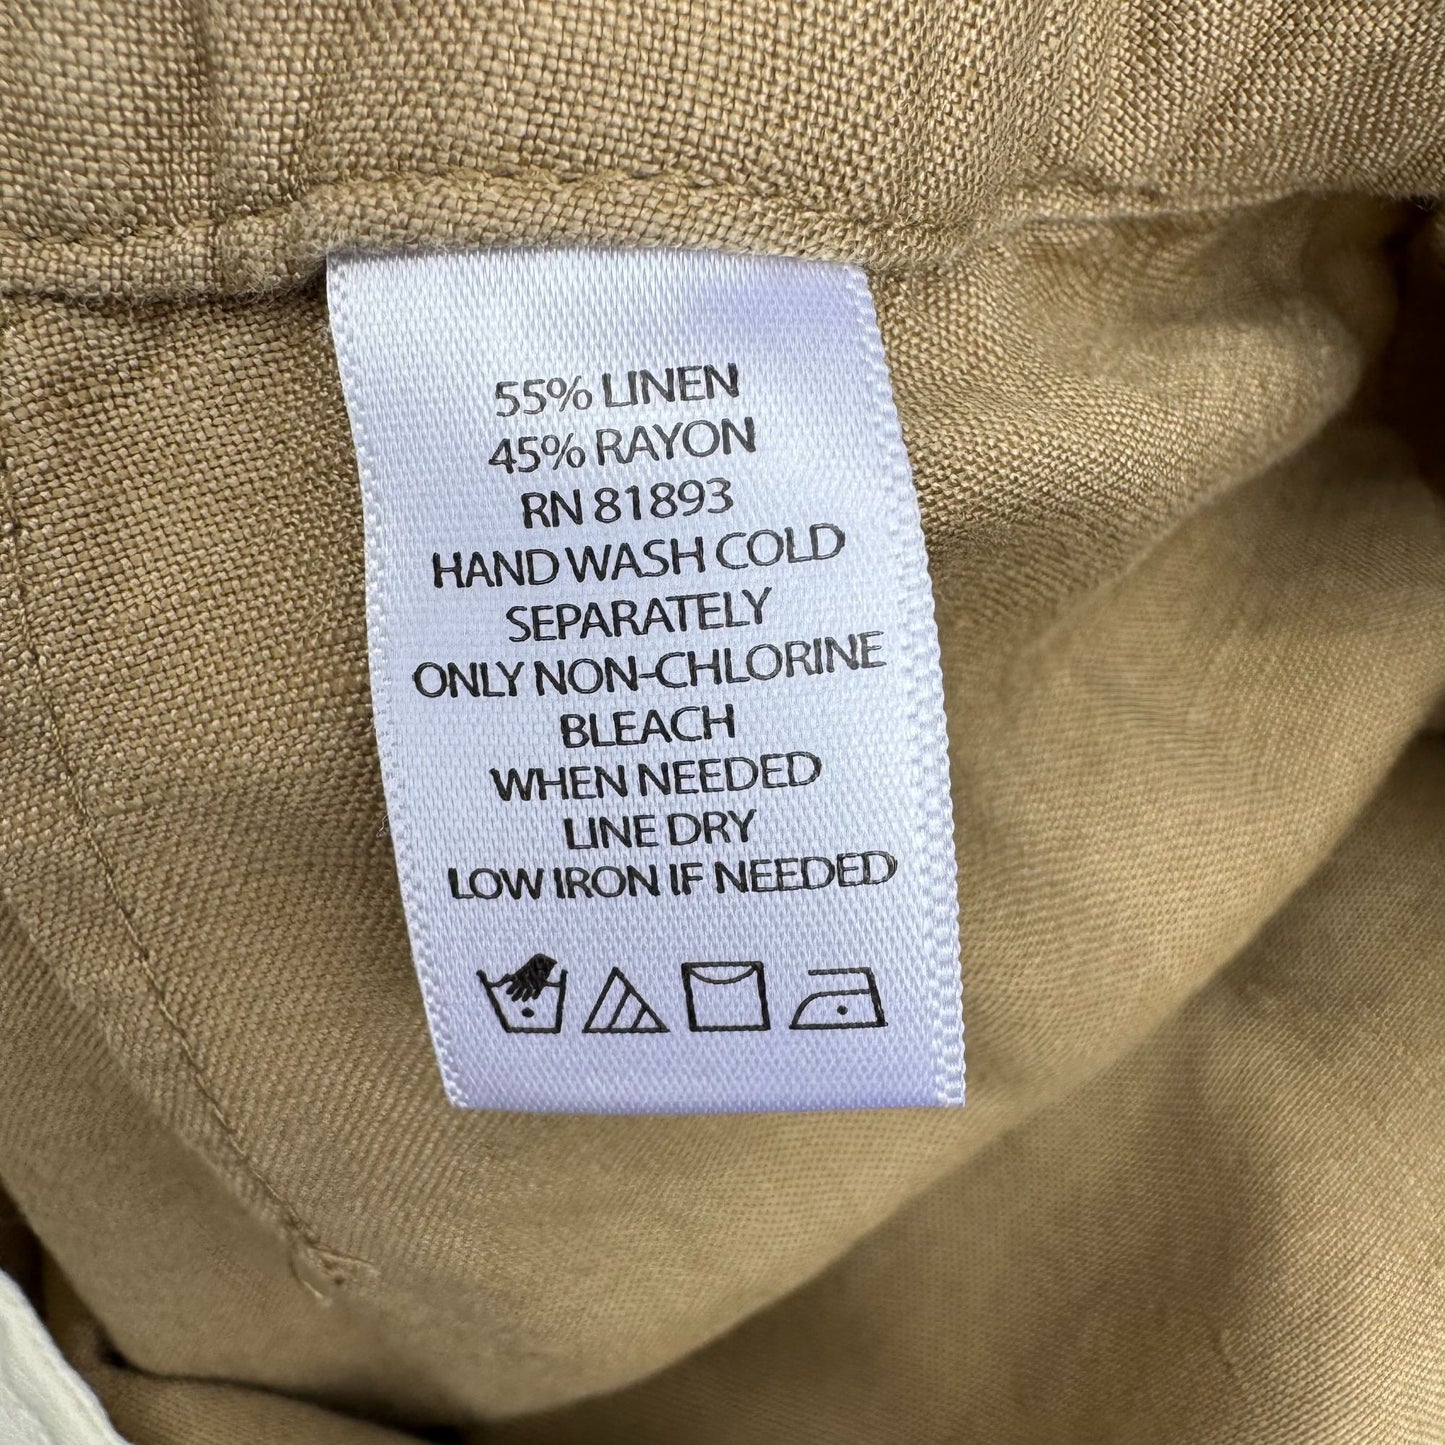 55% LINEN
45% RAYON
RN 81893
HAND WASH COLD
SEPARATELY
ONLY NON-CHLORINE
BLEACH
WHEN NEEDED
LINE DRY
LOW IRON IF NEEDED